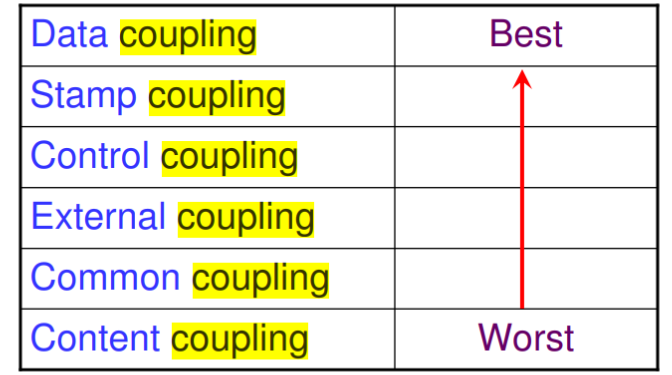 Data coupling Best
Stamp coupling
Control coupling
External coupling
Common coupling
Content coupling Worst